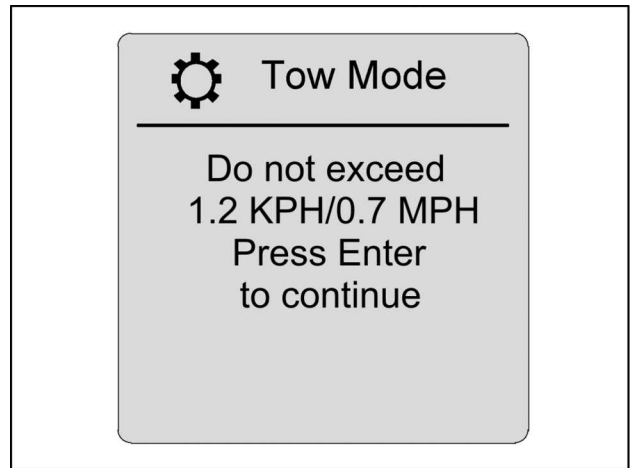 Tow Mode
Do not exceed
1.2 KPH/0.7 MPH
Press Enter
to continue